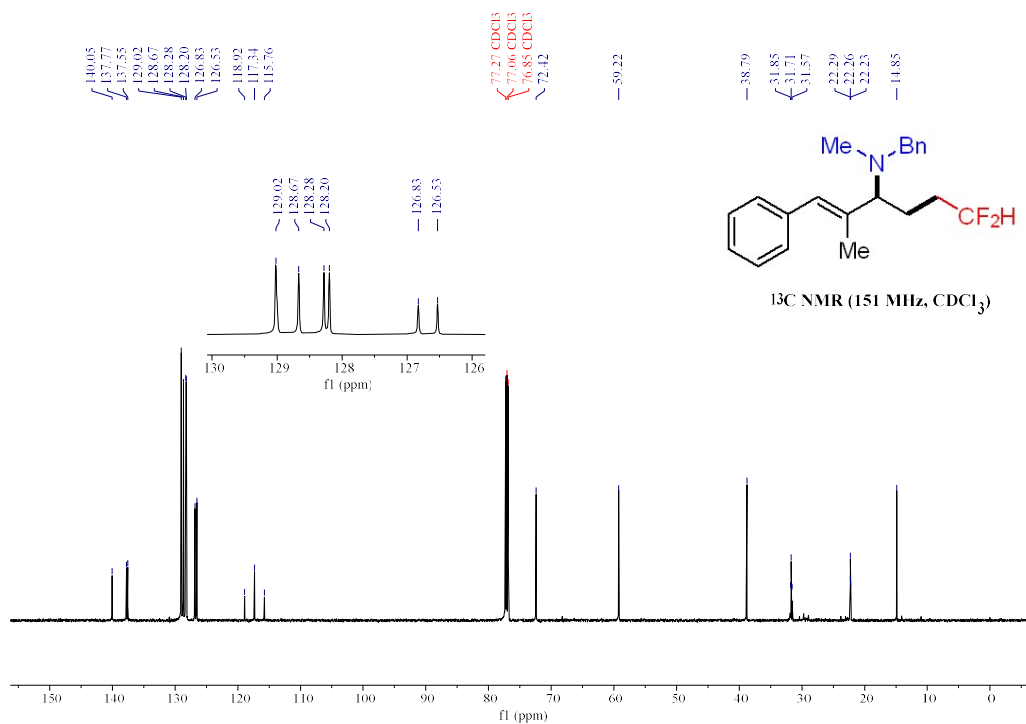 140.05
137.77
137.55
129.02
128.67
128.28
128.20
126.83
126.53
118.92
117.34
115.76
77.27 CDCl3
77.06 CDCl3
76.85 CDCl3
72.42
59.22
38.79
31.85
31.71
31.57
22.29
22.26
22.23
14.85
129.02
128.67
128.28
128.20
126.83
126.53
130 129 128 127 126
f1 (ppm)
Me N Bn
CF2H
Me
13C NMR (151 MHz, CDCl3)
150 140 130 120 110 100 90 80 70 60 50 40 30 20 10 0
f1 (ppm)